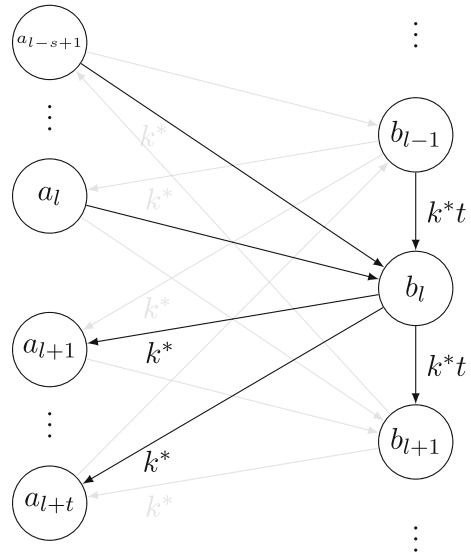 a_{l-s+1}
⋮
⋮
k*
b_{l-1}
a_l
k*
k*t
b_l
k*
a_{l+1}
k*
k*t
⋮
b_{l+1}
k*
a_{l+t}
k*
⋮